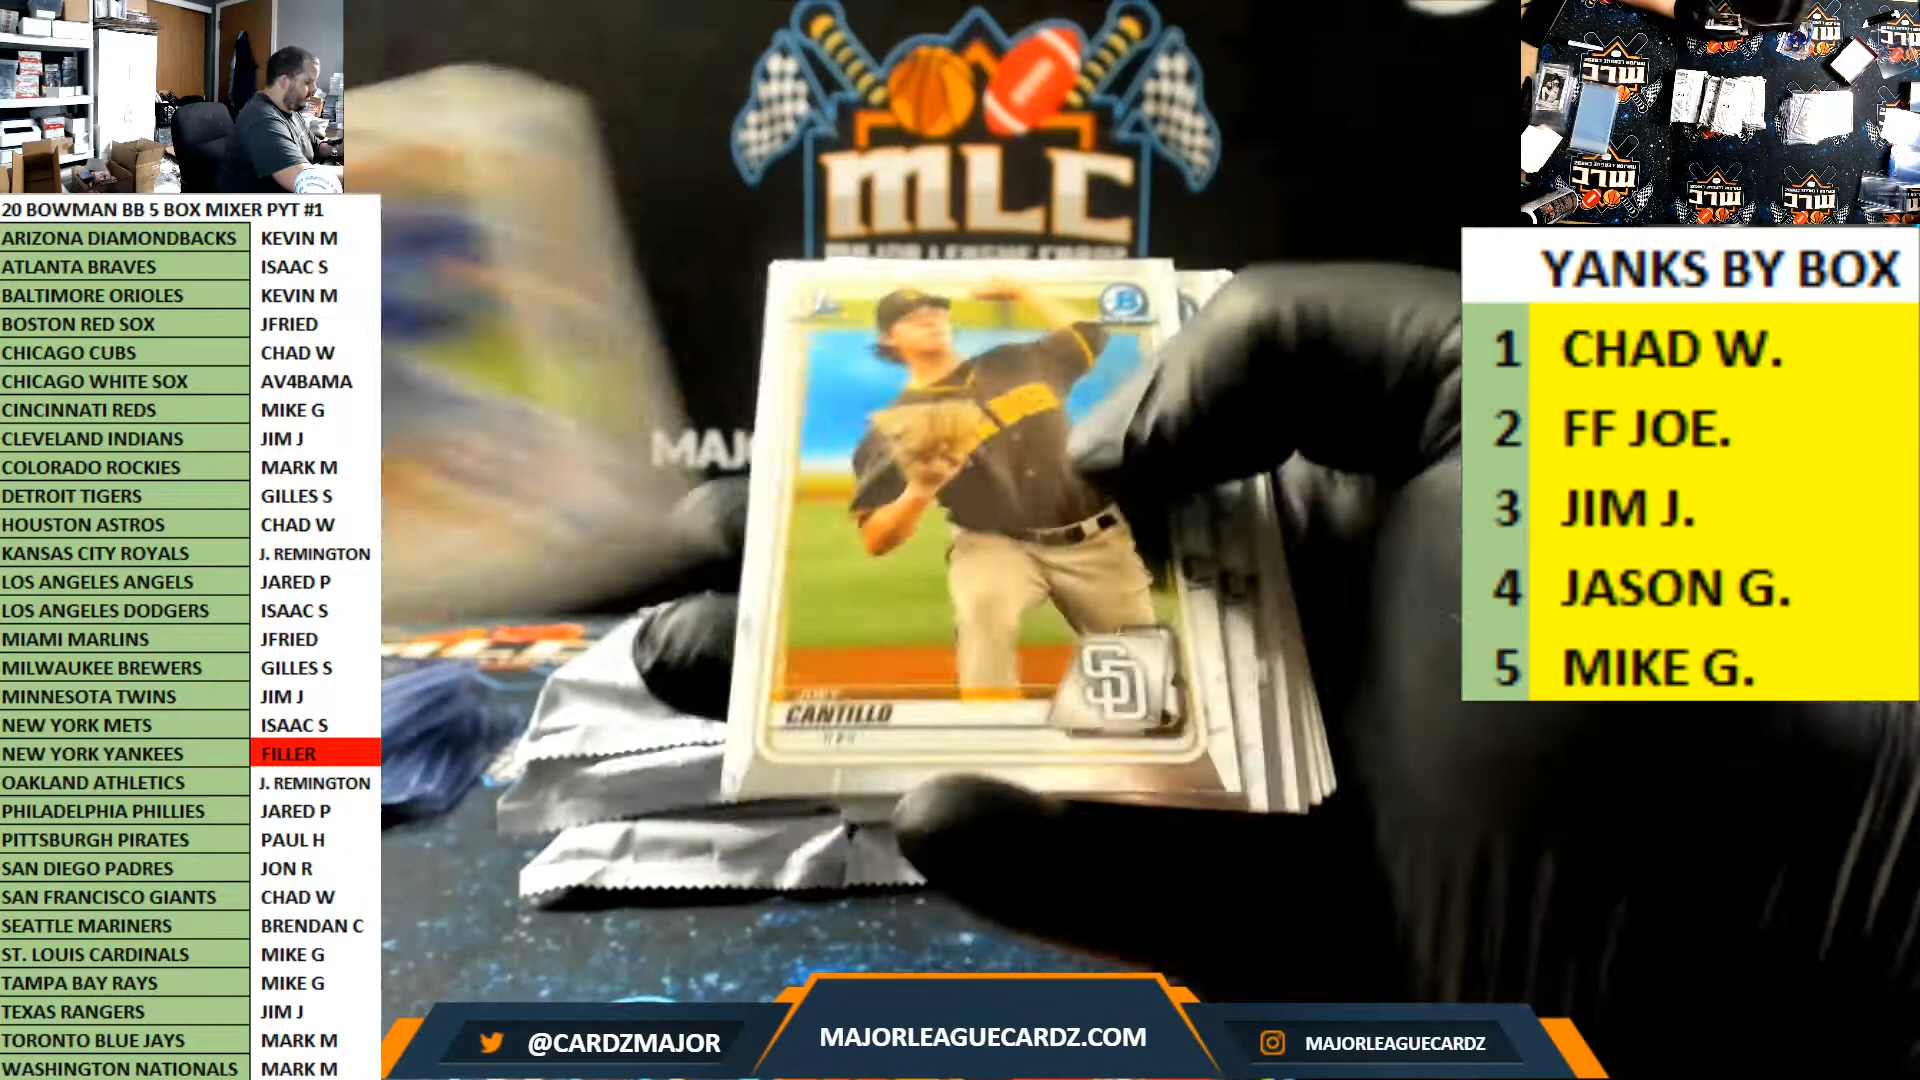 20 BOWMAN BB 5 BOX MIXER PYT #1
ARIZONA DIAMONDBACKS KEVIN M
ATLANTA BRAVES ISAAC S
BALTIMORE ORIOLES KEVIN M
BOSTON RED SOX JFRIED
CHICAGO CUBS CHAD W
CHICAGO WHITE SOX AV4BAMA
CINCINNATI REDS MIKE G
CLEVELAND INDIANS JIM J
COLORADO ROCKIES MARK M
DETROIT TIGERS GILLES S
HOUSTON ASTROS CHAD W
KANSAS CITY ROYALS J. REMINGTON
LOS ANGELES ANGELS JARED P
LOS ANGELES DODGERS ISAAC S
MIAMI MARLINS JFRIED
MILWAUKEE BREWERS GILLES S
MINNESOTA TWINS JIM J
NEW YORK METS ISAAC S
NEW YORK YANKEES FILLER
OAKLAND ATHLETICS J. REMINGTON
PHILADELPHIA PHILLIES JARED P
PITTSBURGH PIRATES PAUL H
SAN DIEGO PADRES JON R
SAN FRANCISCO GIANTS CHAD W
SEATTLE MARINERS BRENDAN C
ST. LOUIS CARDINALS MIKE G
TAMPA BAY RAYS MIKE G
TEXAS RANGERS JIM J
TORONTO BLUE JAYS MARK M
WASHINGTON NATIONALS MARK M
MLC
MAJOR LEAGUE CARDZ
MAJ
B
JOEY
CANTILLO
SD
YANKS BY BOX
1 CHAD W.
2 FF JOE.
3 JIM J.
4 JASON G.
5 MIKE G.
@CARDZMAJOR
MAJORLEAGUECARDZ.COM
MAJORLEAGUECARDZ